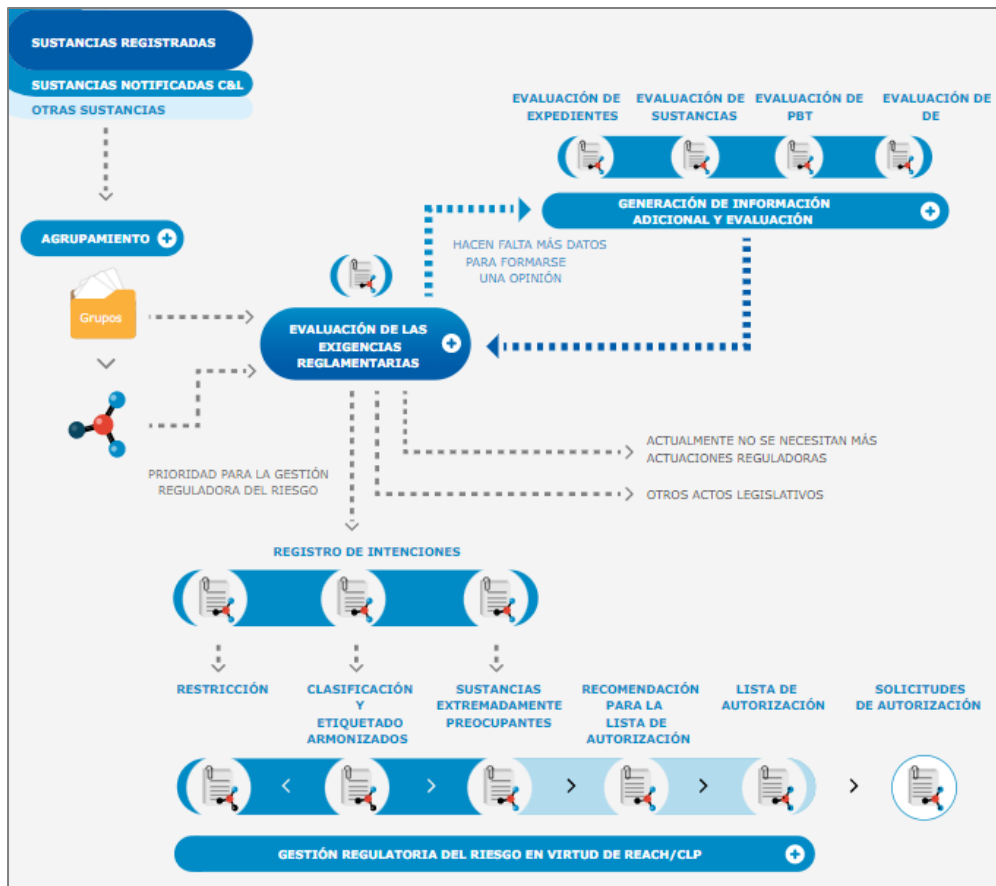 SUSTANCIAS REGISTRADAS
SUSTANCIAS NOTIFICADAS C&L
OTRAS SUSTANCIAS
EVALUACIÓN DE
EXPEDIENTES
EVALUACIÓN DE
SUSTANCIAS
EVALUACIÓN DE
PBT
EVALUACIÓN DE
DE
GENERACIÓN DE INFORMACIÓN
ADICIONAL Y EVALUACIÓN
AGRUPAMIENTO
HACEN FALTA MÁS DATOS
PARA FORMARSE
UNA OPINIÓN
Grupos
EVALUACIÓN DE LAS
EXIGENCIAS
REGLAMENTARIAS
ACTUALMENTE NO SE NECESITAN MÁS
ACTUACIONES REGULADORAS
PRIORIDAD PARA LA GESTIÓN
REGULADORA DEL RIESGO
OTROS ACTOS LEGISLATIVOS
REGISTRO DE INTENCIONES
RESTRICCIÓN
CLASIFICACIÓN
Y
ETIQUETADO
ARMONIZADOS
SUSTANCIAS
EXTREMADAMENTE
PREOCUPANTES
RECOMENDACIÓN
PARA LA
LISTA DE
AUTORIZACIÓN
LISTA DE
AUTORIZACIÓN
SOLICITUDES
DE AUTORIZACIÓN
GESTIÓN REGULATORIA DEL RIESGO EN VIRTUD DE REACH/CLP